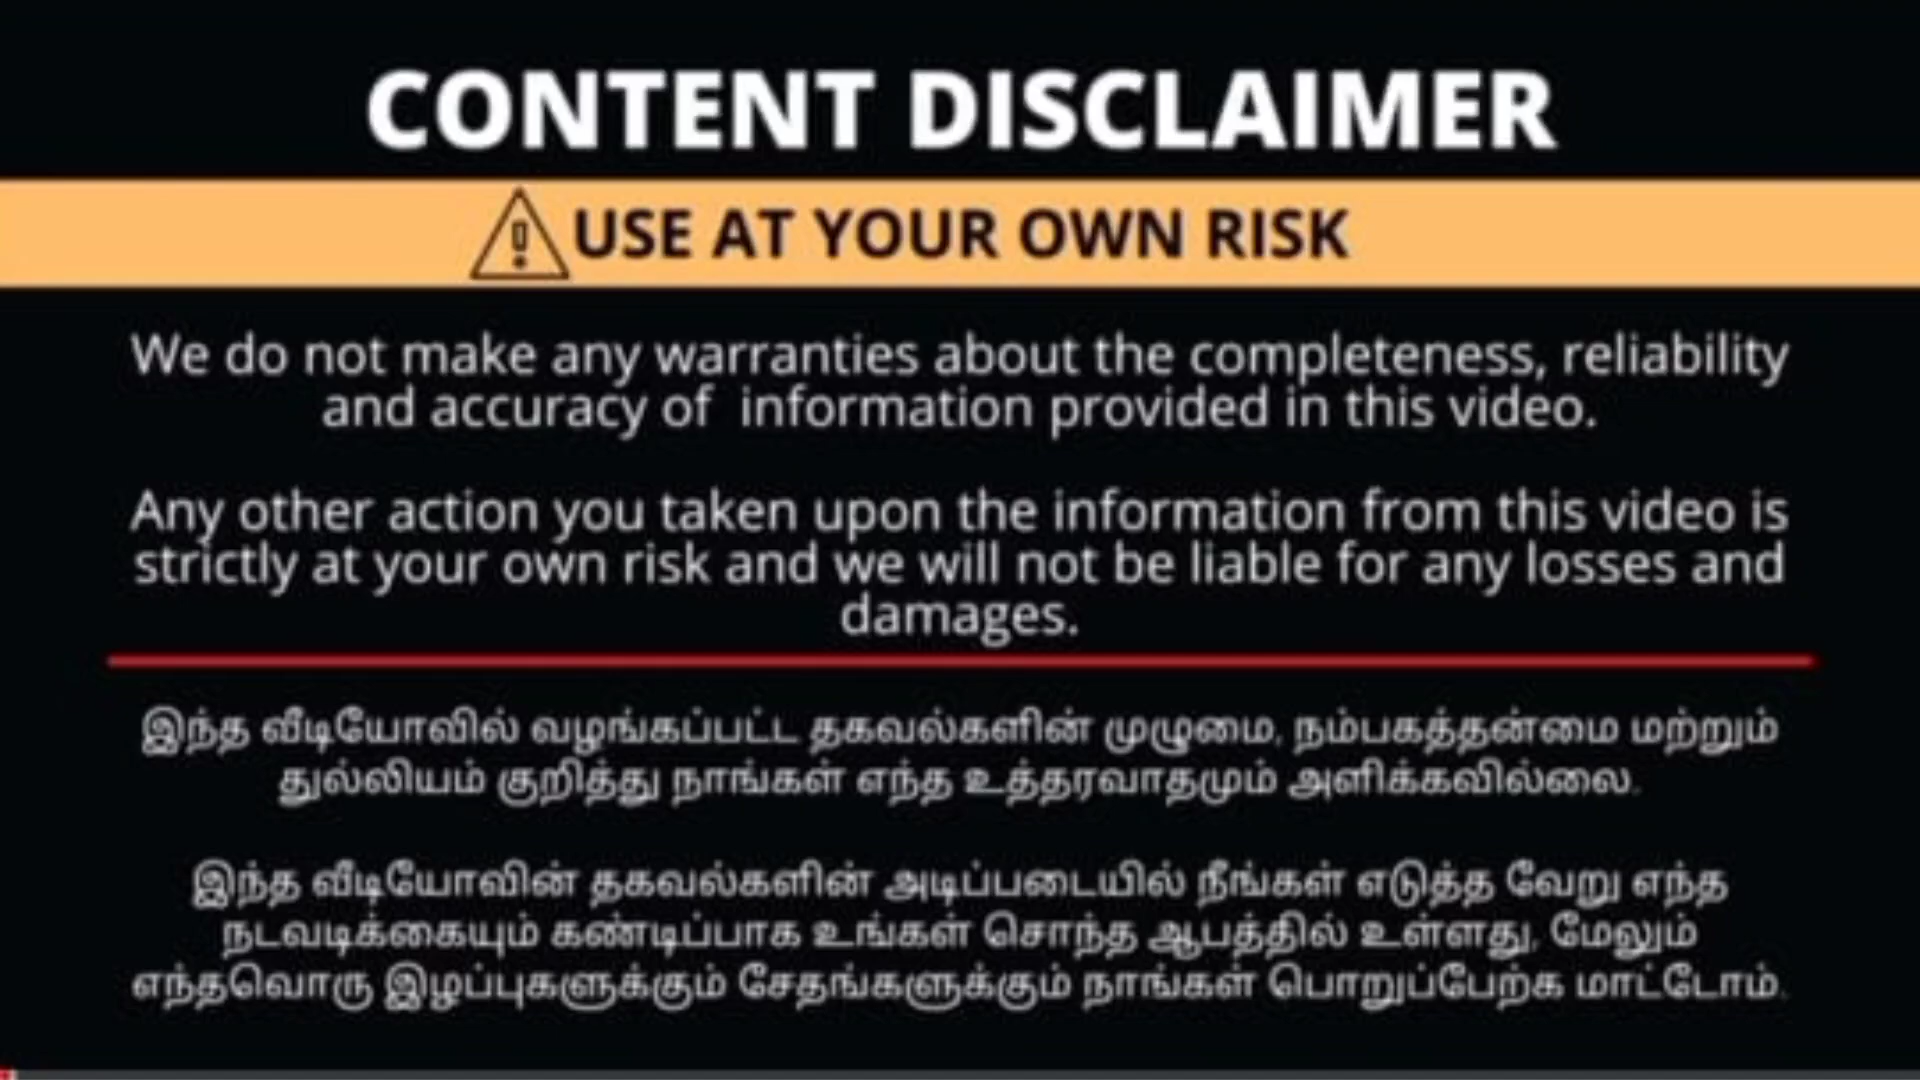 CONTENT DISCLAIMER
USE AT YOUR OWN RISK
We do not make any warranties about the completeness, reliability
and accuracy of information provided in this video.
Any other action you taken upon the information from this video is
strictly at your own risk and we will not be liable for any losses and
damages.
இந்த வீடியோவில் வழங்கப்பட்ட தகவல்களின் முழுமை, நம்பகத்தன்மை மற்றும்
துல்லியம் குறித்து நாங்கள் எந்த உத்தரவாதமும் அளிக்கவில்லை.
இந்த வீடியோவின் தகவல்களின் அடிப்படையில் நீங்கள் எடுத்த வேறு எந்த
நடவடிக்கையும் கண்டிப்பாக உங்கள் சொந்த ஆபத்தில் உள்ளது, மேலும்
எந்தவொரு இழப்புகளுக்கும் சேதங்களுக்கும் நாங்கள் பொறுப்பேற்க மாட்டோம்.